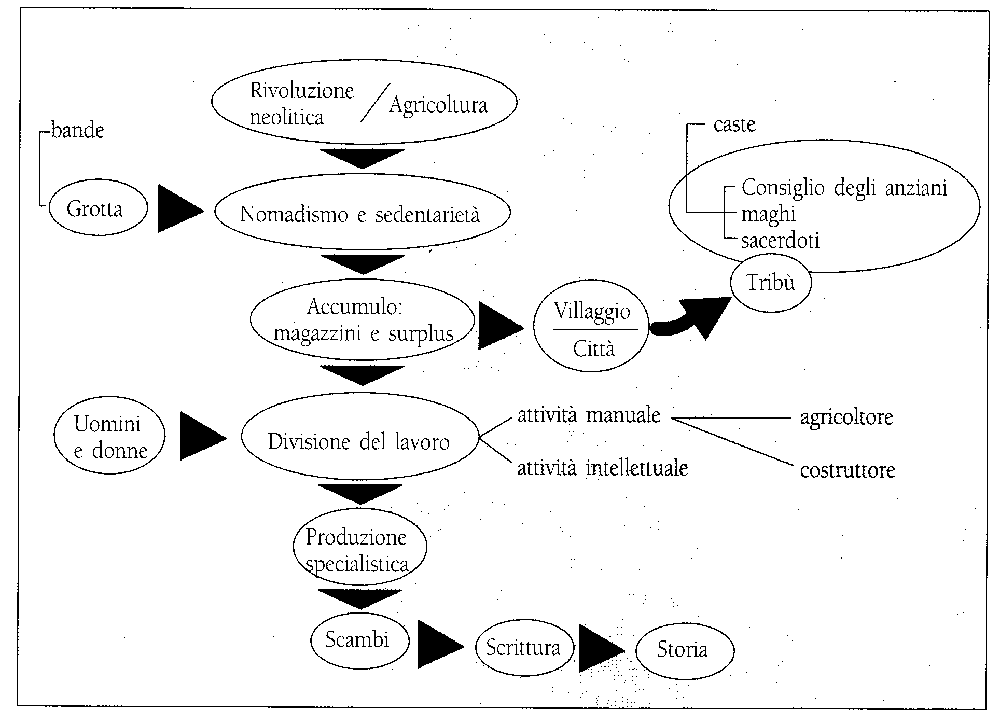 Rivoluzione
neolitica / Agricoltura
bande
caste
Grotta
Nomadismo e sedentarietà
Consiglio degli anziani
maghi
sacerdoti
Tribù
Accumulo:
magazzini e surplus
Villaggio
Città
Uomini
e donne
Divisione del lavoro
attività manuale
attività intellettuale
agricoltore
costruttore
Produzione
specialistica
Scambi
Scrittura
Storia